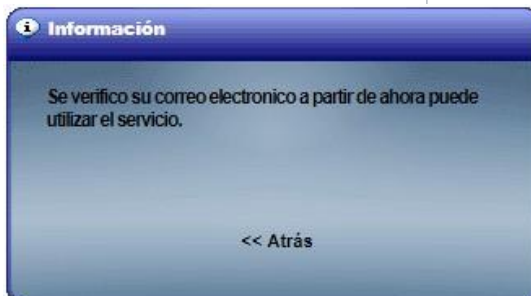 Información
Se verifico su correo electronico a partir de ahora puede
utilizar el servicio.
<< Atrás